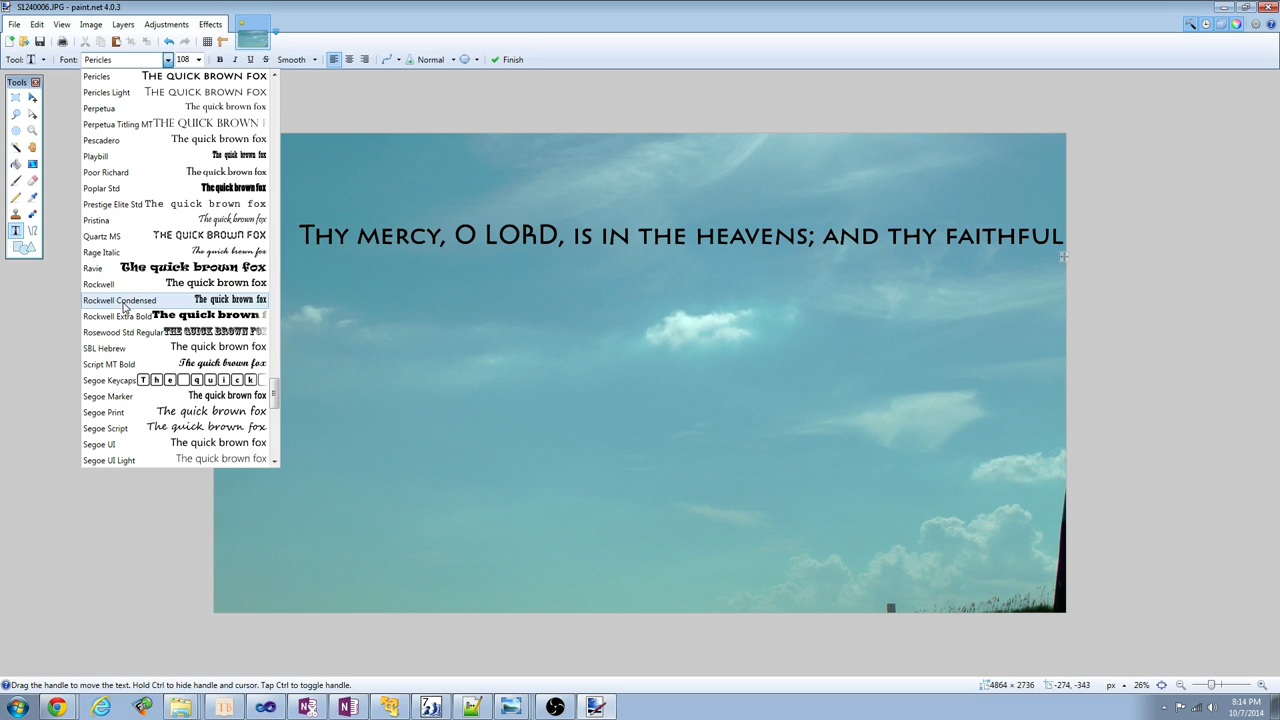 S1240006.JPG - paint.net 4.0.3
File Edit View Image Layers Adjustments Effects
Tool: T Font: Pericles 108 B I U S Smooth Normal Finish
Tools
Pericles The quick brown fox
Pericles Light The quick brown fox
Perpetua The quick brown fox
Perpetua Titling MT THE QUICK BROWN F
Pescadero The quick brown fox
Playbill The quick brown fox
Poor Richard The quick brown fox
Poplar Std The quick brown fox
Prestige Elite Std The quick brown fox
Pristina The quick brown fox
Quartz MS THE QUICK BROWN FOX
Rage Italic The quick brown fox
Ravie The quick brown fox
Rockwell The quick brown fox
Rockwell Condensed The quick brown fox
Rockwell Extra Bold The quick brown f
Rosewood Std Regular THE QUICK BROWN FOX
SBL Hebrew The quick brown fox
Script MT Bold The quick brown fox
Segoe Keycaps The quick
Segoe Marker The quick brown fox
Segoe Print The quick brown fox
Segoe Script The quick brown fox
Segoe UI The quick brown fox
Segoe UI Light The quick brown fox
Thy mercy, O LORD, is in the heavens; and thy faithful
Drag the handle to move the text. Hold Ctrl to hide handle and cursor. Tap Ctrl to toggle handle.
4864 × 2736 -274, -343 px 26%
8:14 PM
10/7/2014